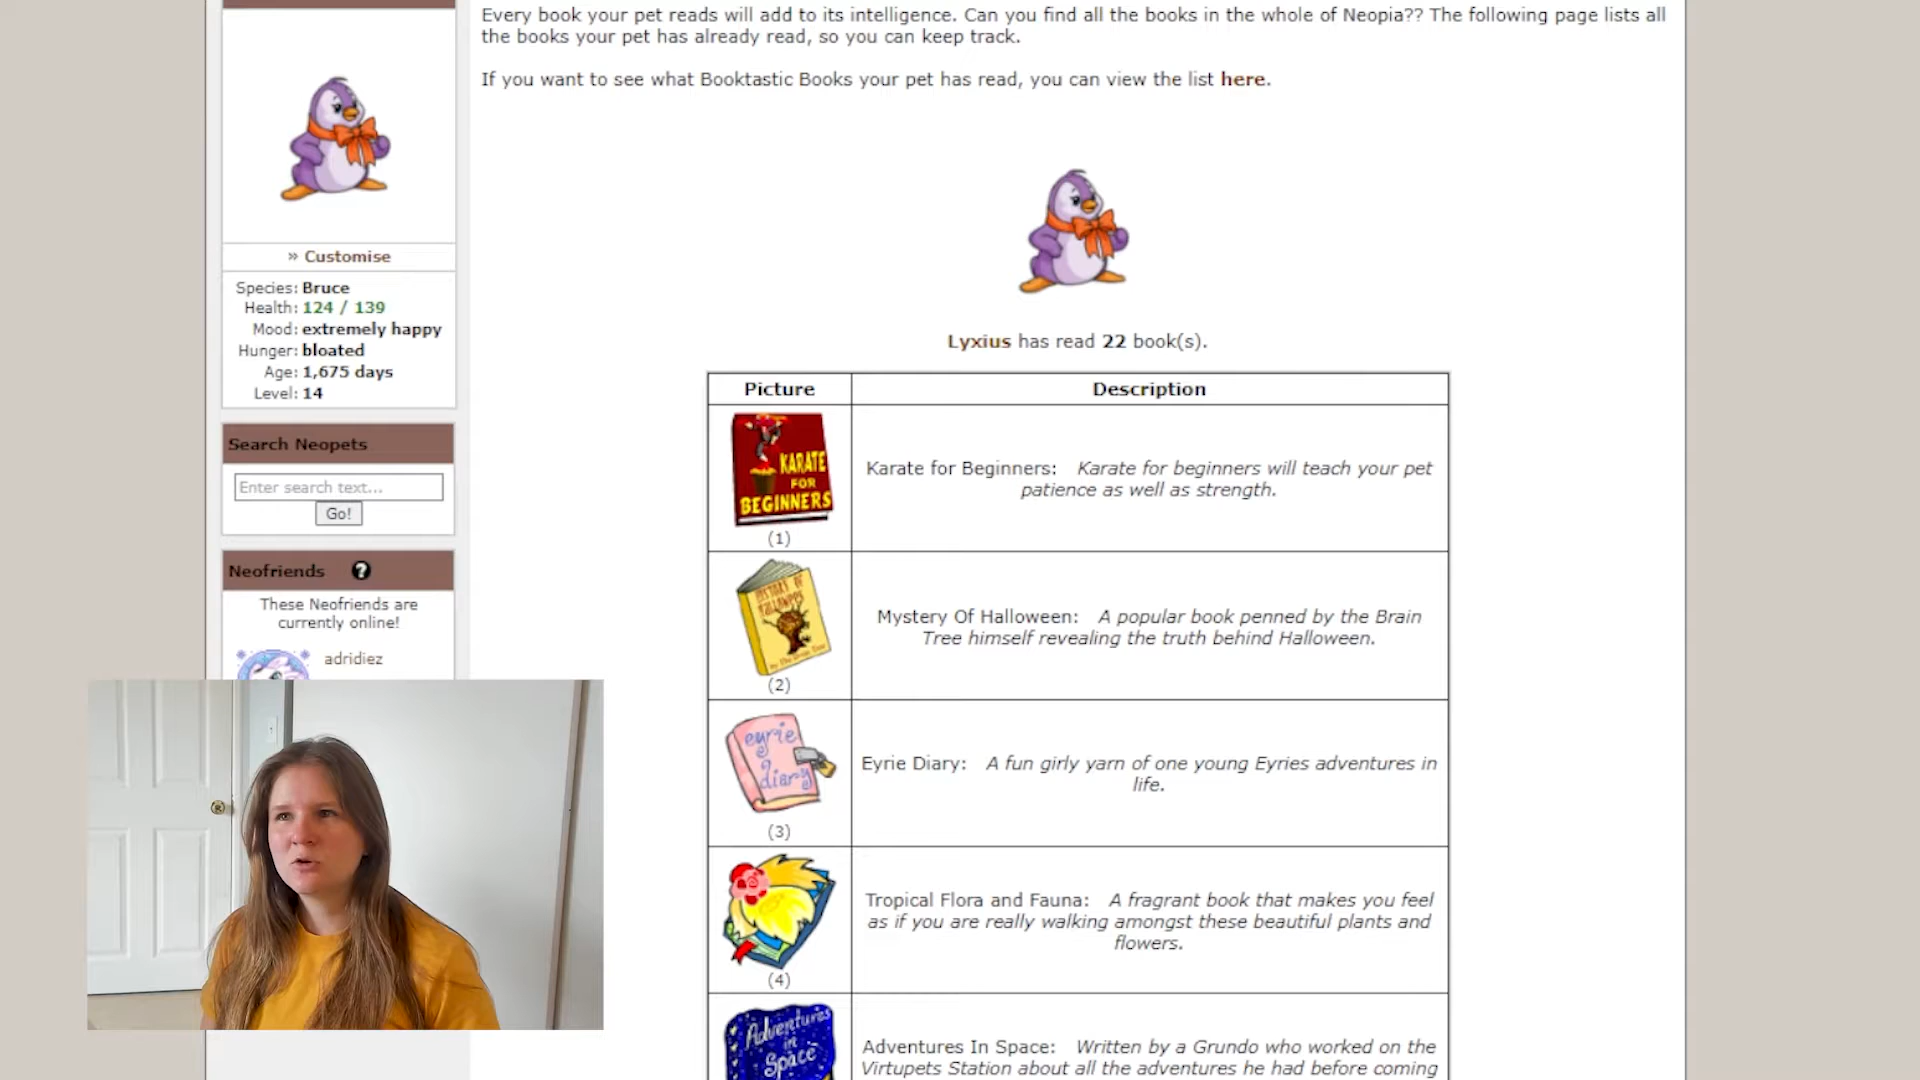 Every book your pet reads will add to its intelligence. Can you find all the books in the whole of Neopia?? The following page lists all
the books your pet has already read, so you can keep track.
If you want to see what Booktastic Books your pet has read, you can view the list here.
» Customise
Species: Bruce
Health: 124 / 139
Mood: extremely happy
Hunger: bloated
Age: 1,675 days
Level: 14
Search Neopets
Enter search text...
Go!
Neofriends ?
These Neofriends are
currently online!
adridiez
Lyxius has read 22 book(s).
Picture
Description
KARATE
FOR
BEGINNERS
(1)
Karate for Beginners: Karate for beginners will teach your pet
patience as well as strength.
by The Brain Tree
(2)
Mystery Of Halloween: A popular book penned by the Brain
Tree himself revealing the truth behind Halloween.
eyrie
diary
(3)
Eyrie Diary: A fun girly yarn of one young Eyries adventures in
life.
(4)
Tropical Flora and Fauna: A fragrant book that makes you feel
as if you are really walking amongst these beautiful plants and
flowers.
Adventures
in
Space
Adventures In Space: Written by a Grundo who worked on the
Virtupets Station about all the adventures he had before coming